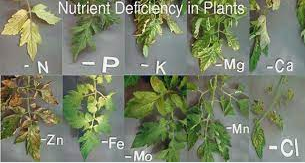 Nutrient Deficiency in Plants
-N -P -K -Mg -Ca
-Zn -Fe -Mo -Mn -Cl